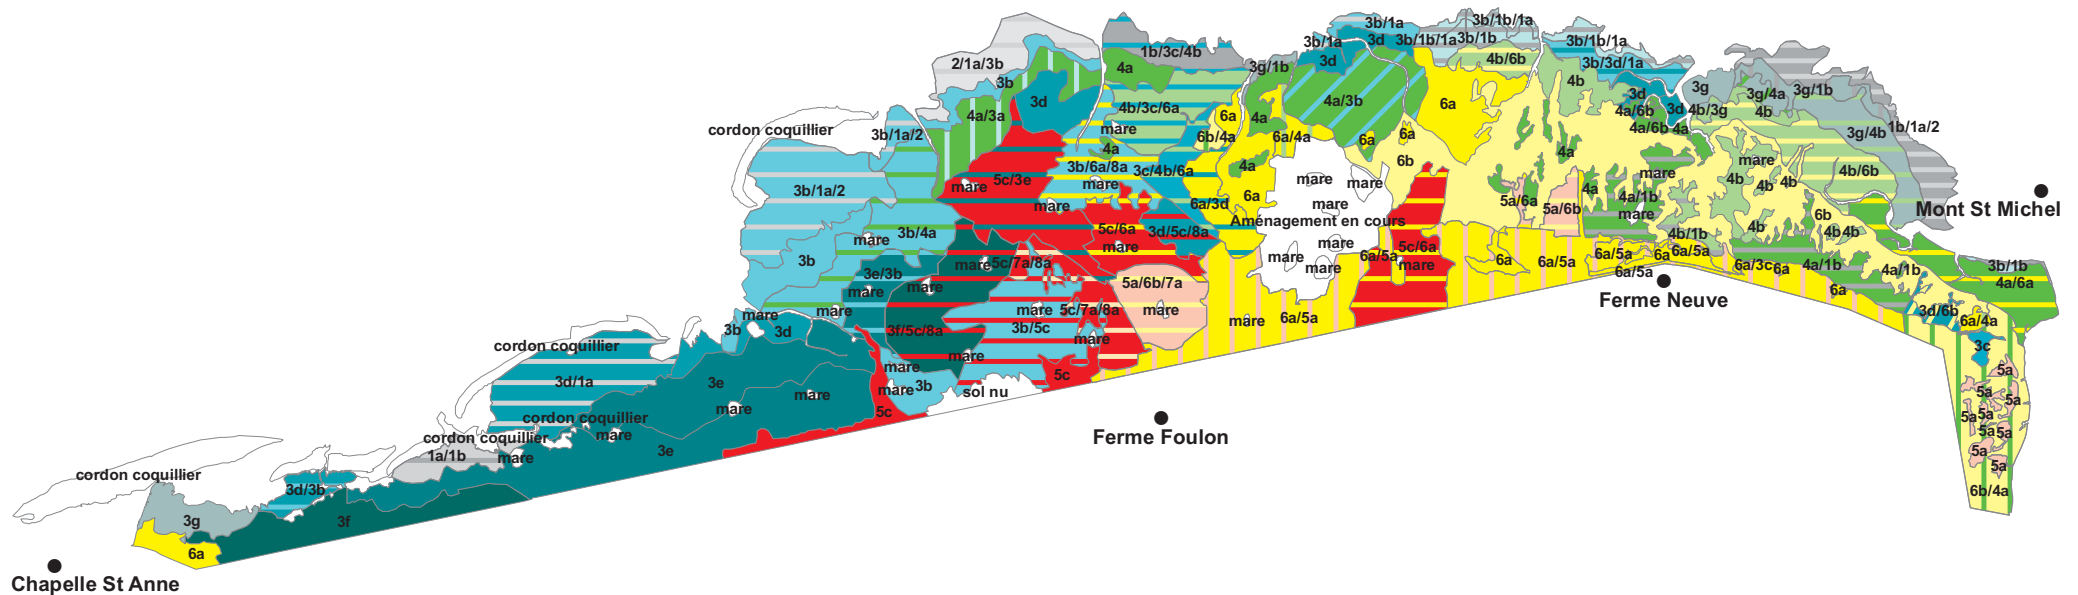 3b/1a
3b/1b/1a
3b/1a
3d
3b/1b/1a
3b/1b
3b/1b/1a
1b/3c/4b
2/1a/3b
3b
4a
3g/1b
3d
4b/6b
3b/3d/1a
4b
3g
3g/4a
3g/1b
3d
4a/3a
4b/3c/6a
6a
4a
4a/3b
6a
3d
4a/6b
3d
4b/3g
4b
cordon coquillier
3b/1a/2
mare
6b/4a
6a/4a
6a
6a
4a/6b
4a
3g/4b
1b/1a/2
4a
3b/6a/8a
3c/4b/6a
4a
6b
4a
mare
4b/6b
3b/1a/2
mare
5c/3e
mare
mare
mare
4a
mare
4b
4b
4b
mare
6a/3d
6a
mare
5a/6a
5a/6b
4a/1b
mare
6b
Mont St Michel
3b/4a
mare
5c/6a
mare
3d/5c/8a
Aménagement en cours
mare
5c/6a
4b/1b
4b
4b
4b
3b
3e/3b
mare
5c/7a/8a
mare
mare
6a/5a
mare
6a
6a/5a
6a/5a
6a
6a/5a
6a/5a
6a/3c
6a
4a/1b
4a/1b
3b/1b
4a/6a
mare
mare
5a/6b/7a
6a
Ferme Neuve
mare
mare
3b
3d
3f/5c/8a
mare
3b/5c
5c/7a/8a
mare
mare
mare
6a/5a
3d/6b
6a/4a
3c
cordon coquillier
mare
mare
3b
sol nu
5c
3d/1a
3e
mare
mare
mare
5c
5a
5a
5a
5a
5a
5a
5a
5a
cordon coquillier
mare
Ferme Foulon
cordon coquillier
1a/1b
mare
3e
cordon coquillier
3d/3b
3g
3f
6b/4a
6a
Chapelle St Anne